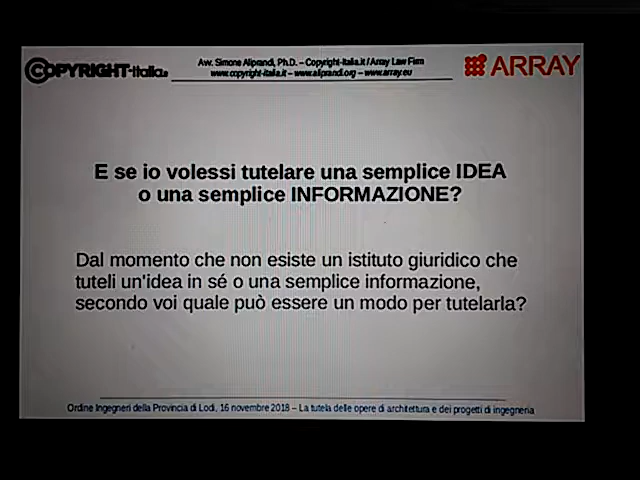 COPYRIGHT-Italia.it
Avv. Simone Aliprandi, Ph.D. – Copyright-Italia.it / Array Law Firm
www.copyright-italia.it – www.aliprandi.org – www.array.eu
ARRAY
E se io volessi tutelare una semplice IDEA
o una semplice INFORMAZIONE?
Dal momento che non esiste un istituto giuridico che
tuteli un'idea in sé o una semplice informazione,
secondo voi quale può essere un modo per tutelarla?
Ordine Ingegneri della Provincia di Lodi, 16 novembre 2018 – La tutela delle opere di architettura e dei progetti di ingegneria